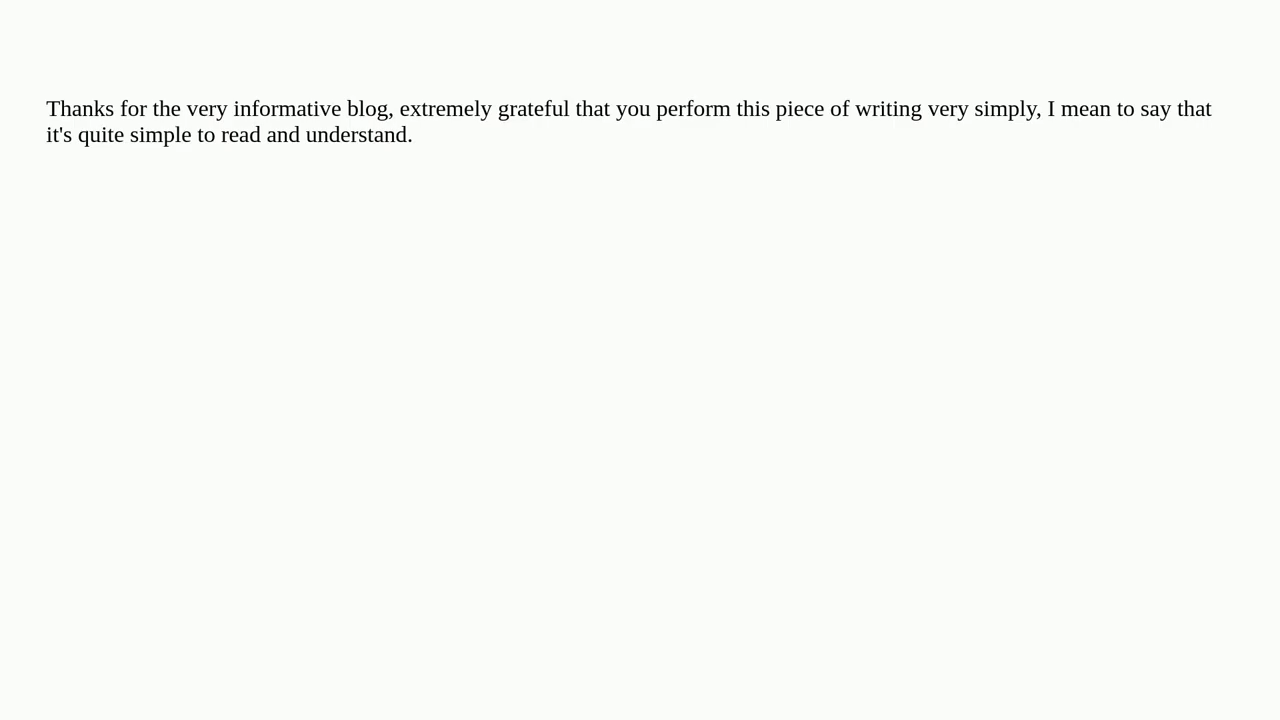 Thanks for the very informative blog, extremely grateful that you perform this piece of writing very simply, I mean to say that
it's quite simple to read and understand.